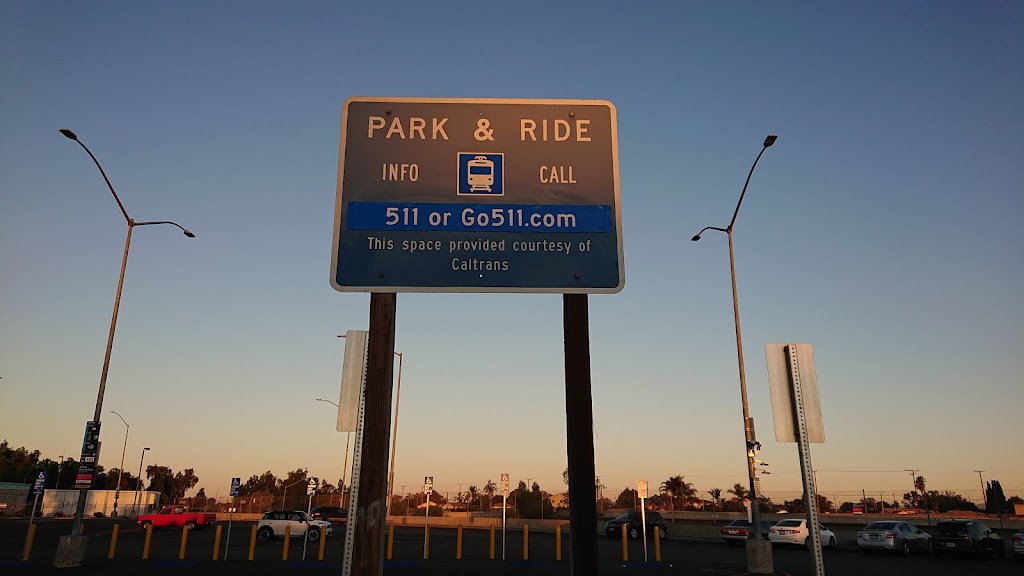 PARK & RIDE
INFO CALL
511 or Go511.com
This space provided courtesy of
Caltrans